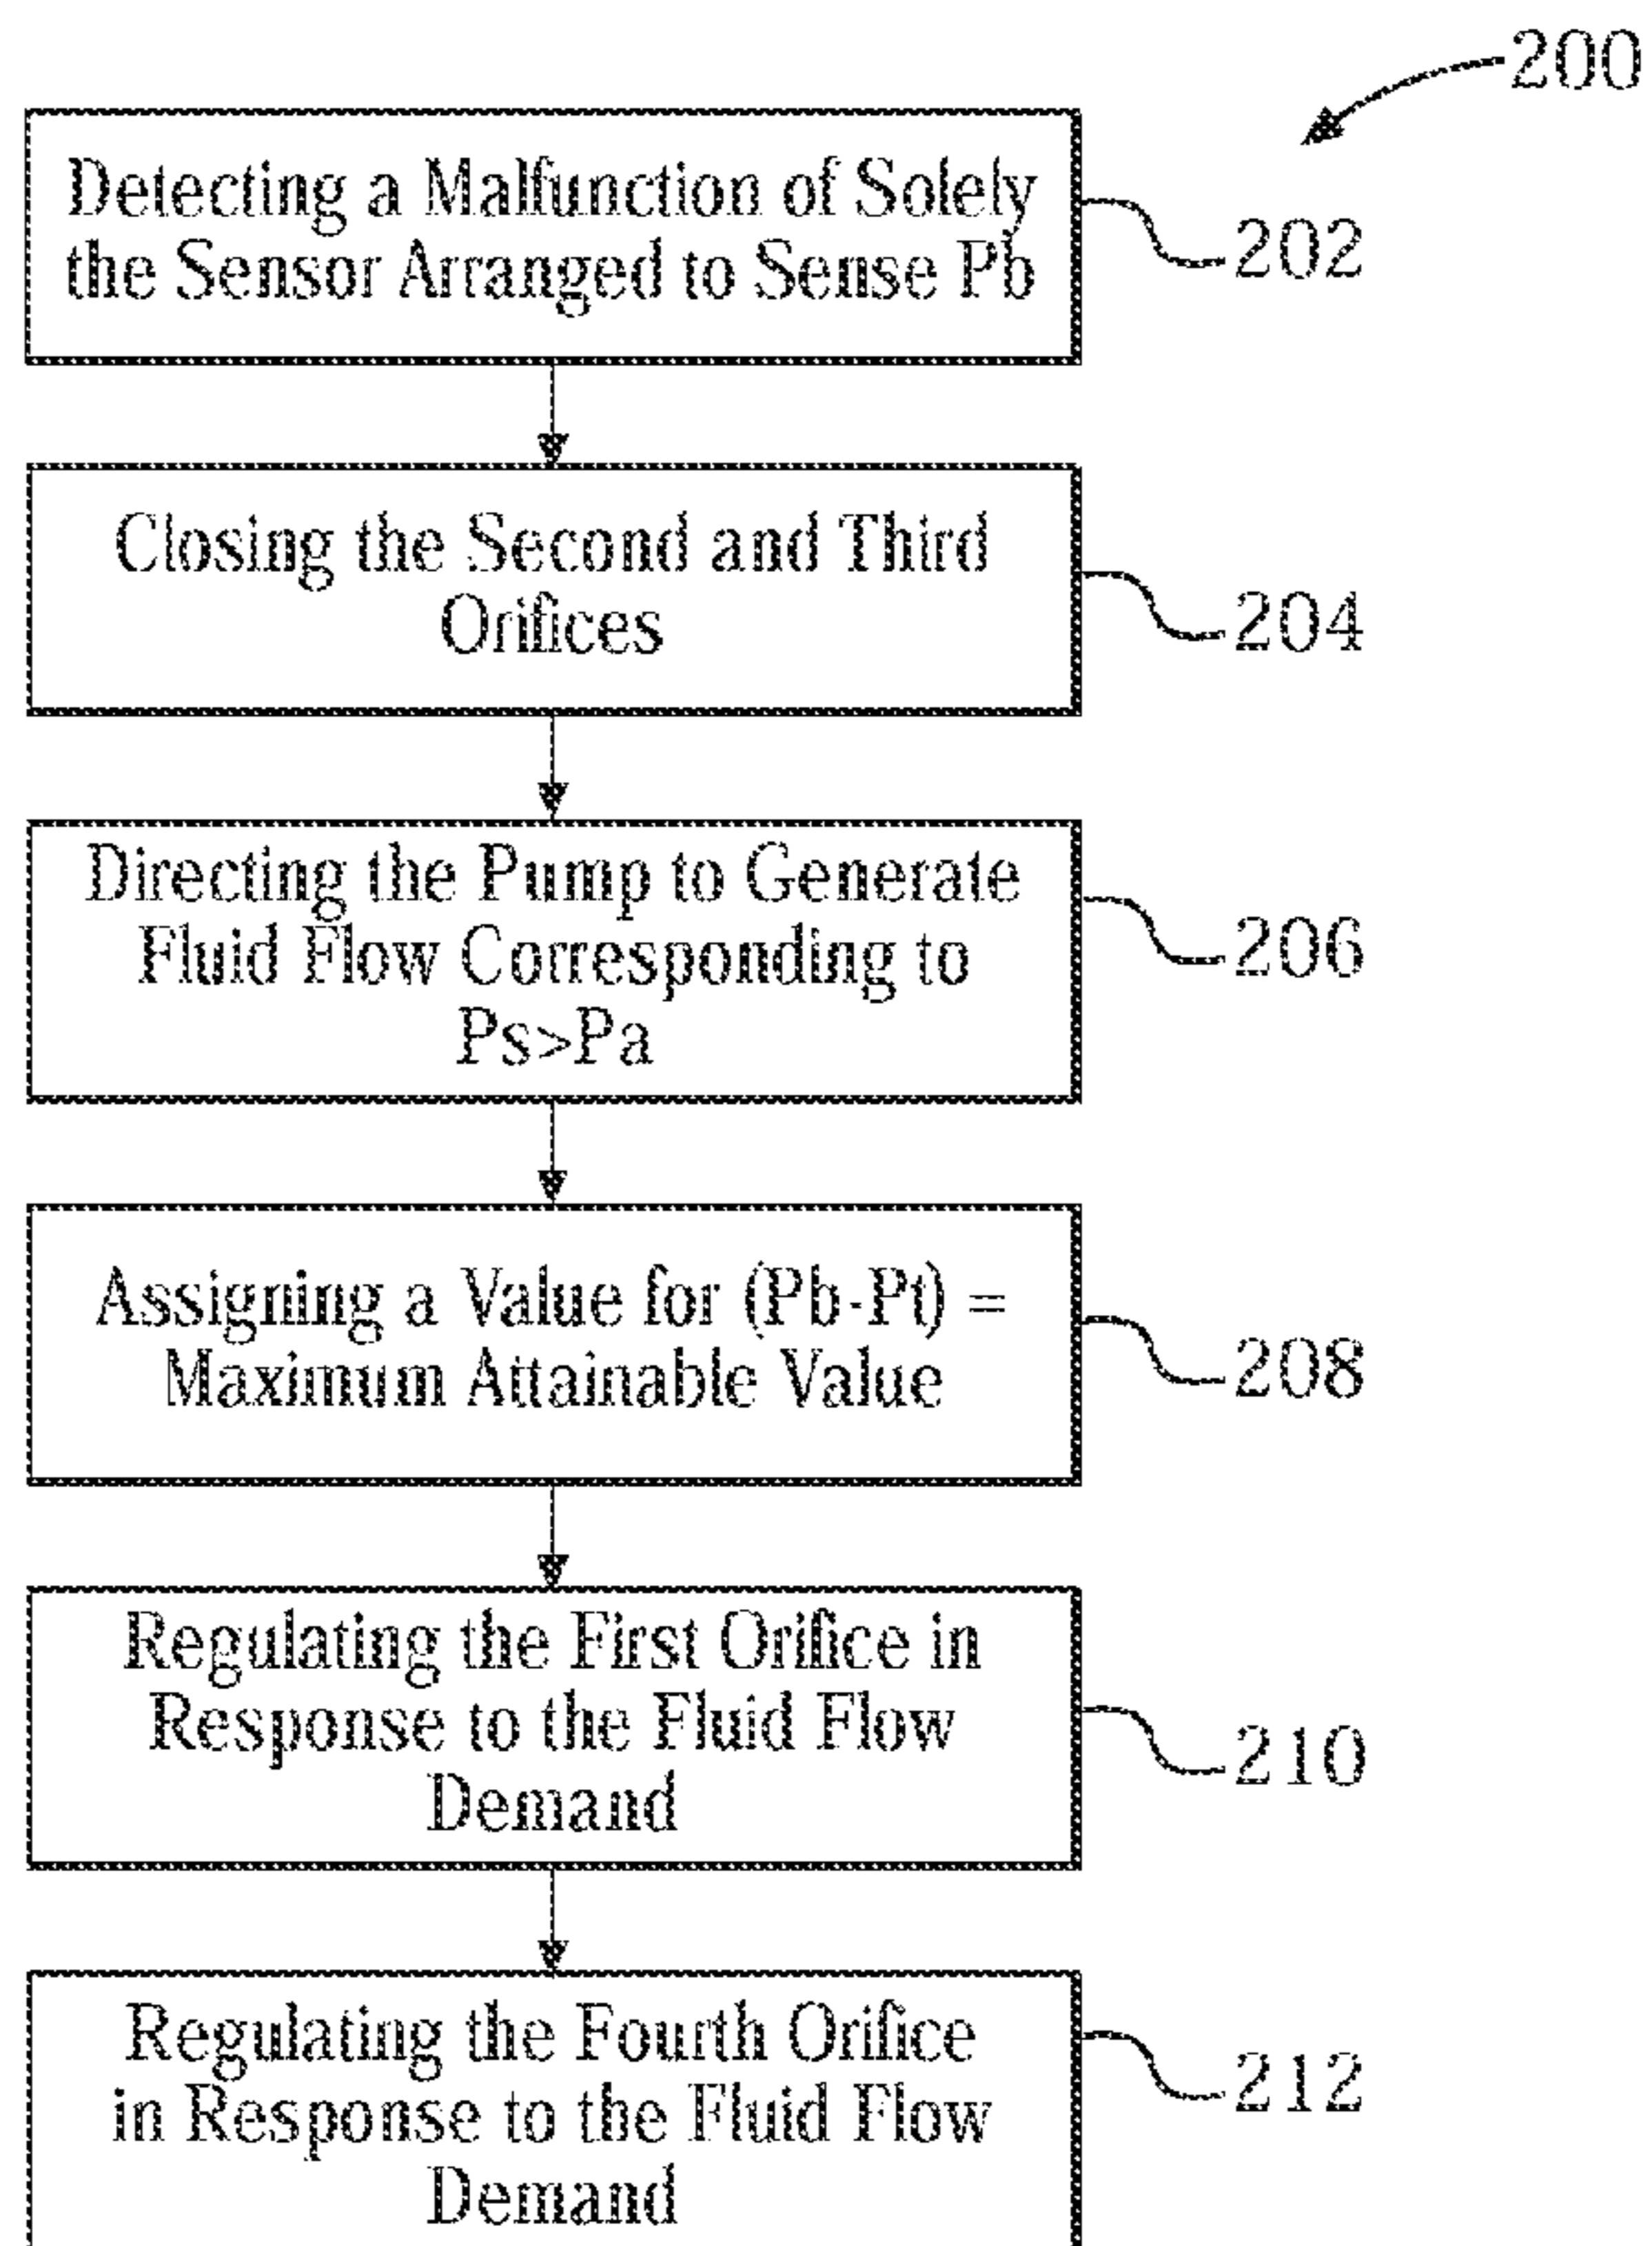 200
Detecting a Malfunction of Solely
the Sensor Arranged to Sense Pb
202
Closing the Second and Third
Orifices
204
Directing the Pump to Generate
Fluid Flow Corresponding to
Ps>Pa
206
Assigning a Value for (Pb-Pt) =
Maximum Attainable Value
208
Regulating the First Orifice in
Response to the Fluid Flow
Demand
210
Regulating the Fourth Orifice
in Response to the Fluid Flow
Demand
212